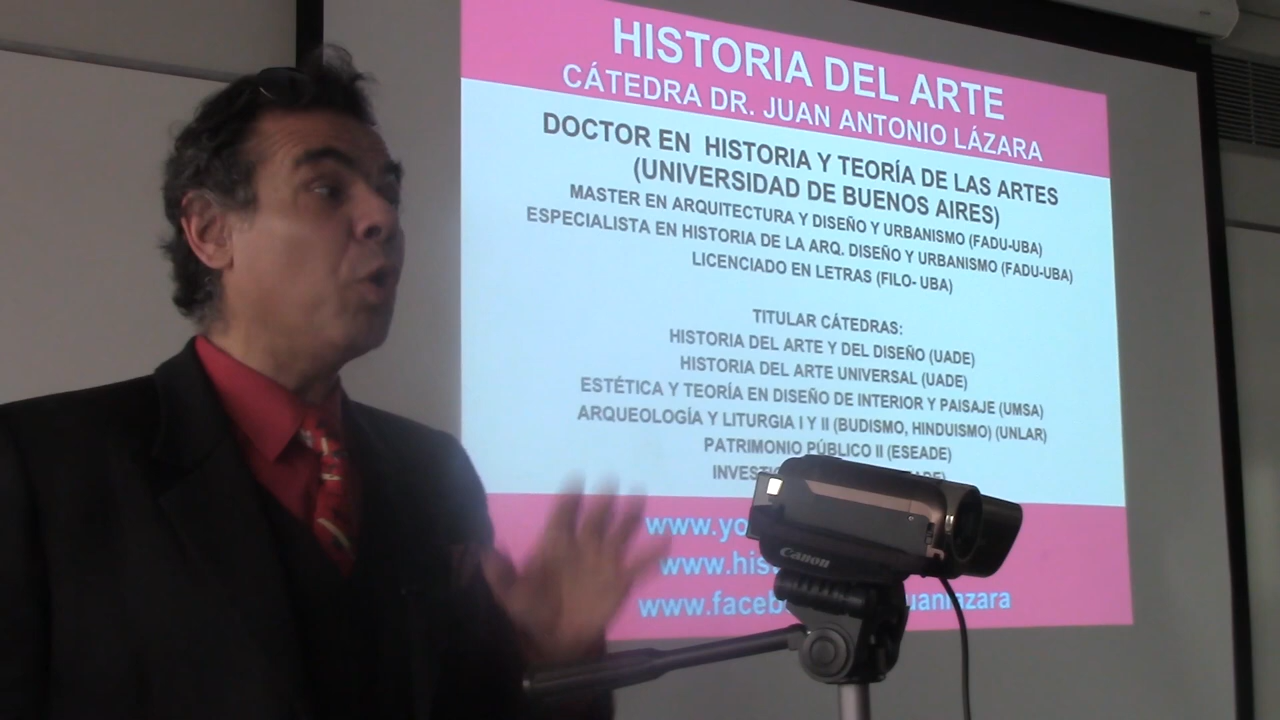 HISTORIA DEL ARTE
CÁTEDRA DR. JUAN ANTONIO LÁZARA
DOCTOR EN HISTORIA Y TEORÍA DE LAS ARTES
(UNIVERSIDAD DE BUENOS AIRES)
MASTER EN ARQUITECTURA Y DISEÑO Y URBANISMO (FADU-UBA)
ESPECIALISTA EN HISTORIA DE LA ARQ. DISEÑO Y URBANISMO (FADU-UBA)
LICENCIADO EN LETRAS (FILO- UBA)
TITULAR CÁTEDRAS:
HISTORIA DEL ARTE Y DEL DISEÑO (UADE)
HISTORIA DEL ARTE UNIVERSAL (UADE)
ESTÉTICA Y TEORÍA EN DISEÑO DE INTERIOR Y PAISAJE (UMSA)
ARQUEOLOGÍA Y LITURGIA I Y II (BUDISMO, HINDUISMO) (UNLAR)
PATRIMONIO PÚBLICO II (ESEADE)
Canon